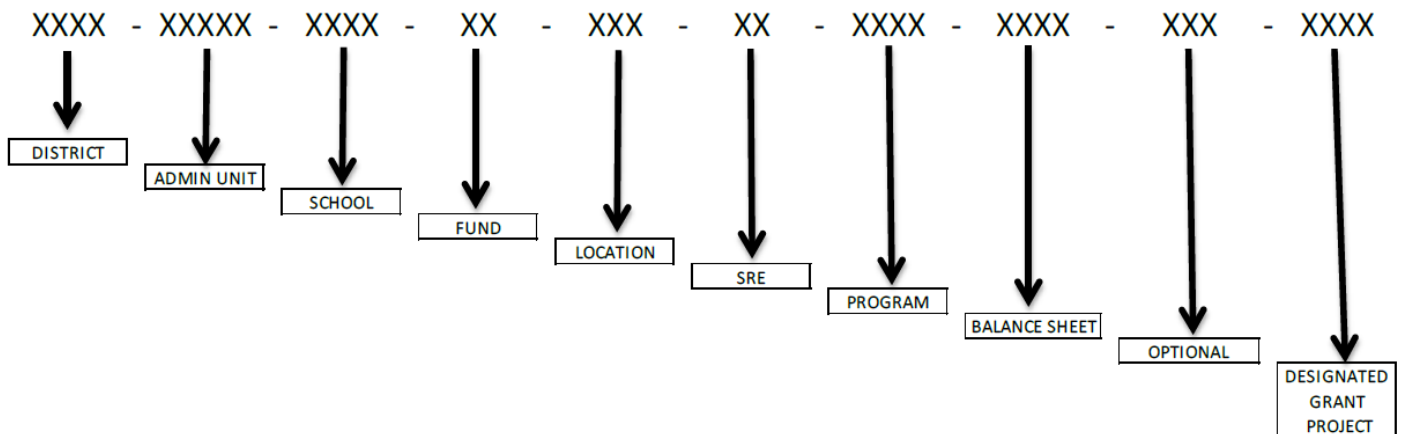 XXXX - XXXXX - XXXX - XX - XXX - XX - XXXX - XXXX - XXX - XXXX
DISTRICT
ADMIN UNIT
SCHOOL
FUND
LOCATION
SRE
PROGRAM
BALANCE SHEET
OPTIONAL
DESIGNATED
GRANT
PROJECT